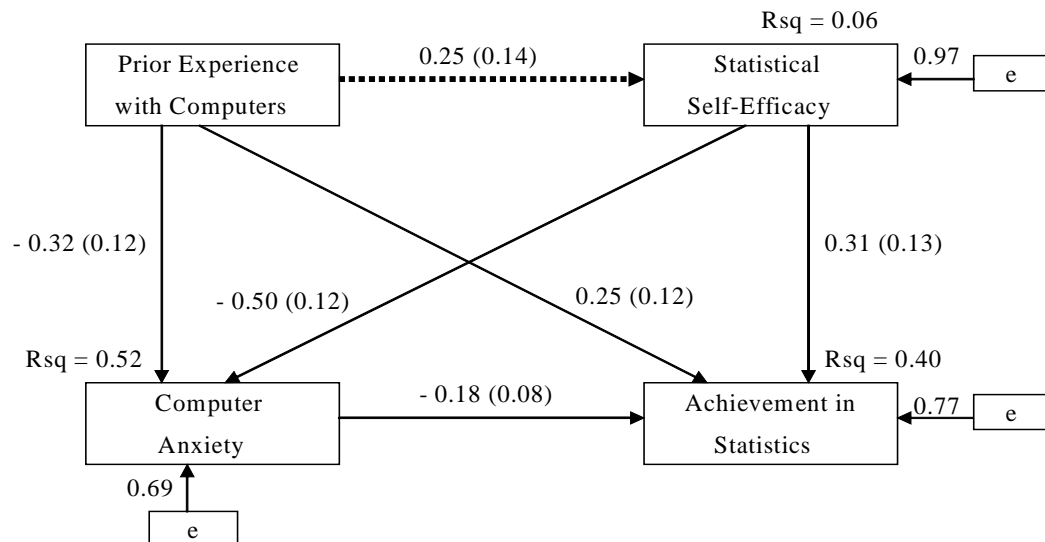 Rsq = 0.06
Prior Experience
with Computers
0.25 (0.14)
Statistical
Self-Efficacy
0.97
e
- 0.32 (0.12)
- 0.50 (0.12)
0.25 (0.12)
0.31 (0.13)
Rsq = 0.52
Rsq = 0.40
Computer
Anxiety
- 0.18 (0.08)
Achievement in
Statistics
0.77
e
0.69
e